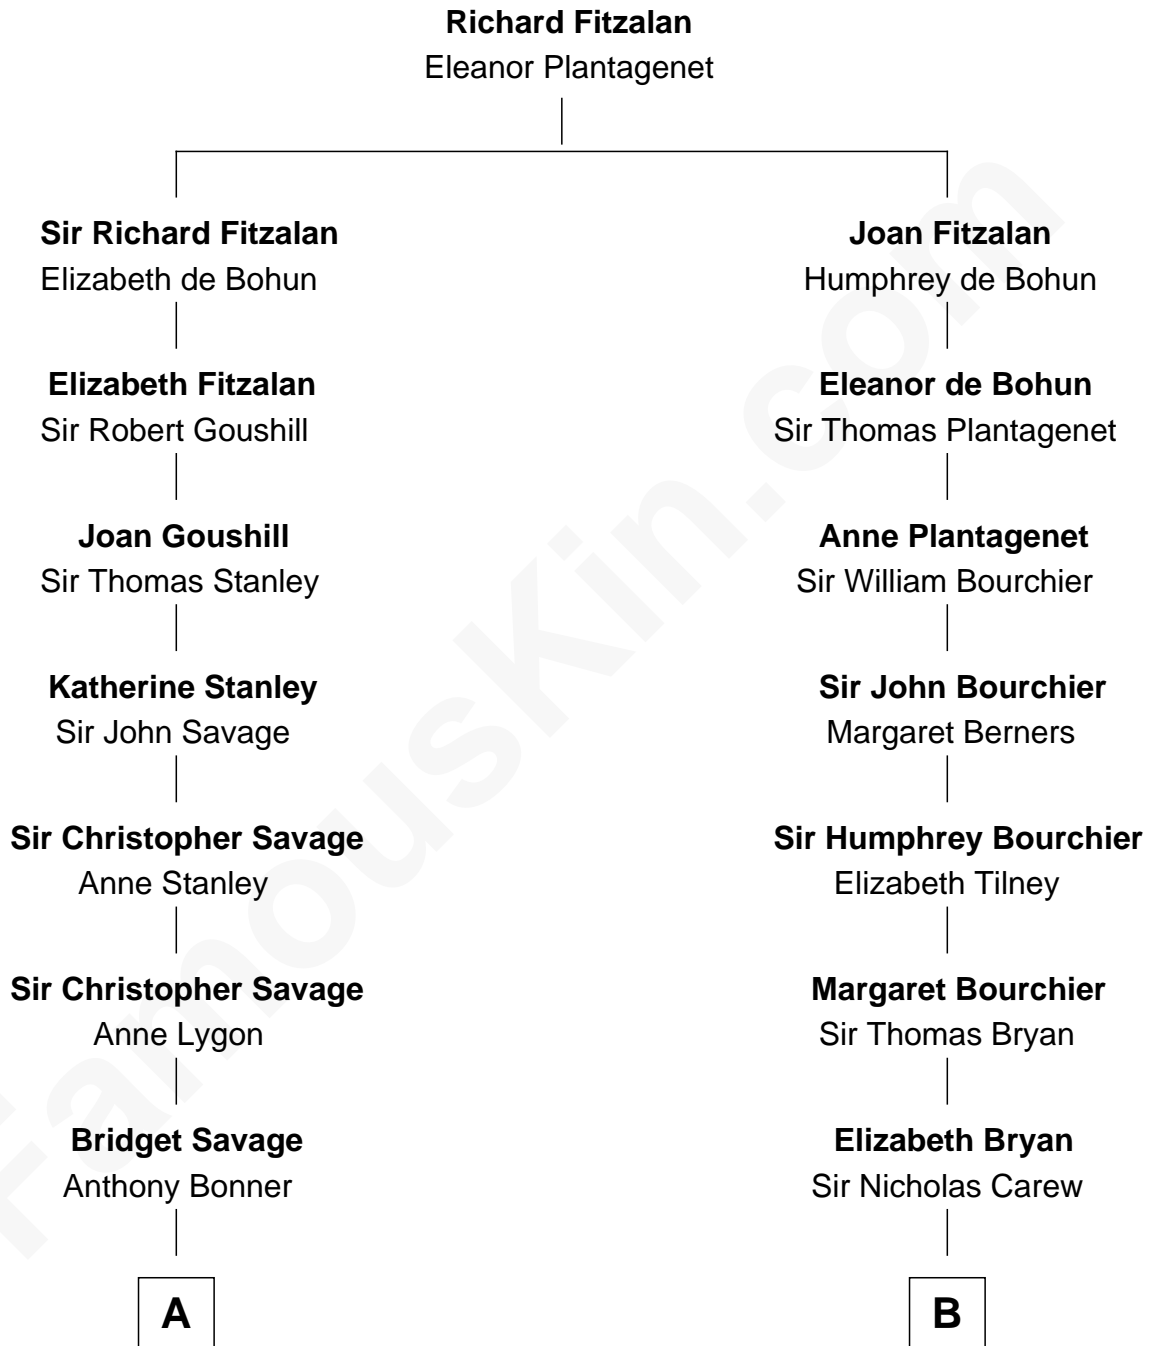 Richard Fitzalan
Eleanor Plantagenet
Sir Richard Fitzalan
Elizabeth de Bohun
Elizabeth Fitzalan
Sir Robert Goushill
Joan Goushill
Sir Thomas Stanley
Katherine Stanley
Sir John Savage
Sir Christopher Savage
Anne Stanley
Sir Christopher Savage
Anne Lygon
Bridget Savage
Anthony Bonner
A
Joan Fitzalan
Humphrey de Bohun
Eleanor de Bohun
Sir Thomas Plantagenet
Anne Plantagenet
Sir William Bourchier
Sir John Bourchier
Margaret Berners
Sir Humphrey Bourchier
Elizabeth Tilney
Margaret Bourchier
Sir Thomas Bryan
Elizabeth Bryan
Sir Nicholas Carew
B
FamousKin.com